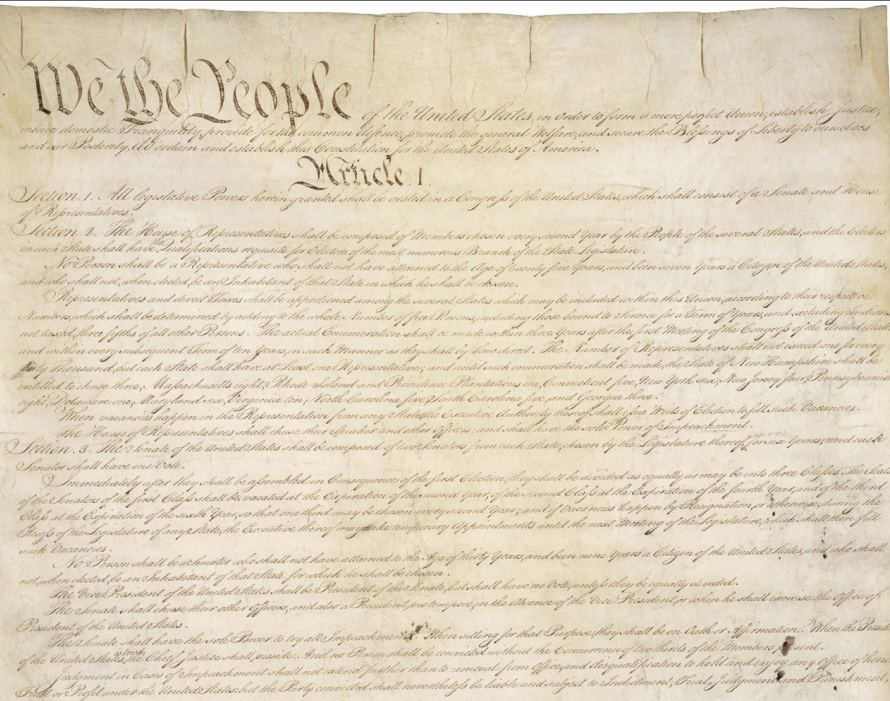 We the People of the United States, in Order to form a more perfect Union, establish Justice,
insure domestic Tranquility, provide for the common defence, promote the general Welfare, and secure the Blessings of Liberty to ourselves
and our Posterity, do ordain and establish this Constitution for the United States of America.
Article. I.
Section. 1. All legislative Powers herein granted shall be vested in a Congress of the United States, which shall consist of a Senate and House
of Representatives.
Section. 2. The House of Representatives shall be composed of Members chosen every second Year by the People of the several States, and the Electors
in each State shall have the Qualifications requisite for Electors of the most numerous Branch of the State Legislature.
No Person shall be a Representative who shall not have attained to the Age of twenty five Years, and been seven Years a Citizen of the United States,
and who shall not, when elected, be an Inhabitant of that State in which he shall be chosen.
Representatives and direct Taxes shall be apportioned among the several States which may be included within this Union, according to their respective
Numbers, which shall be determined by adding to the whole Number of free Persons, including those bound to Service for a Term of Years, and excluding Indians
not taxed, three fifths of all other Persons. The actual Enumeration shall be made within three Years after the first Meeting of the Congress of the United States,
and within every subsequent Term of ten Years, in such Manner as they shall by Law direct. The Number of Representatives shall not exceed one for every
thirty Thousand, but each State shall have at Least one Representative; and until such enumeration shall be made, the State of New Hampshire shall be
entitled to chuse three, Massachusetts eight, Rhode Island and Providence Plantations one, Connecticut five, New York six, New Jersey four, Pennsylvania
eight, Delaware one, Maryland six, Virginia ten, North Carolina five, South Carolina five, and Georgia three.
When vacancies happen in the Representation from any State, the Executive Authority thereof shall issue Writs of Election to fill such Vacancies.
The House of Representatives shall chuse their Speaker and other Officers; and shall have the sole Power of Impeachment.
Section. 3. The Senate of the United States shall be composed of two Senators from each State, chosen by the Legislature thereof, for six Years; and each
Senator shall have one Vote.
Immediately after they shall be assembled in Consequence of the first Election, they shall be divided as equally as may be into three Classes. The Seats
of the Senators of the first Class shall be vacated at the Expiration of the second Year, of the second Class at the Expiration of the fourth Year, and of the third
Class at the Expiration of the sixth Year, so that one third may be chosen every second Year; and if Vacancies happen by Resignation, or otherwise, during the
Recess of the Legislature of any State, the Executive thereof may make temporary Appointments until the next Meeting of the Legislature, which shall then fill
such Vacancies.
No Person shall be a Senator who shall not have attained to the Age of thirty Years, and been nine Years a Citizen of the United States, and who shall
not, when elected, be an Inhabitant of that State for which he shall be chosen.
The Vice President of the United States shall be President of the Senate, but shall have no Vote, unless they be equally divided.
The Senate shall chuse their other Officers, and also a President pro tempore, in the Absence of the Vice President, or when he shall exercise the Office of
President of the United States.
The Senate shall have the sole Power to try all Impeachments. When sitting for that Purpose, they shall be on Oath or Affirmation. When the President
of the United States is tried, the Chief Justice shall preside: And no Person shall be convicted without the Concurrence of two thirds of the Members present.
Judgment in Cases of Impeachment shall not extend further than to removal from Office, and disqualification to hold and enjoy any Office of honor,
Trust or Profit under the United States: but the Party convicted shall nevertheless be liable and subject to Indictment, Trial, Judgment and Punishment,